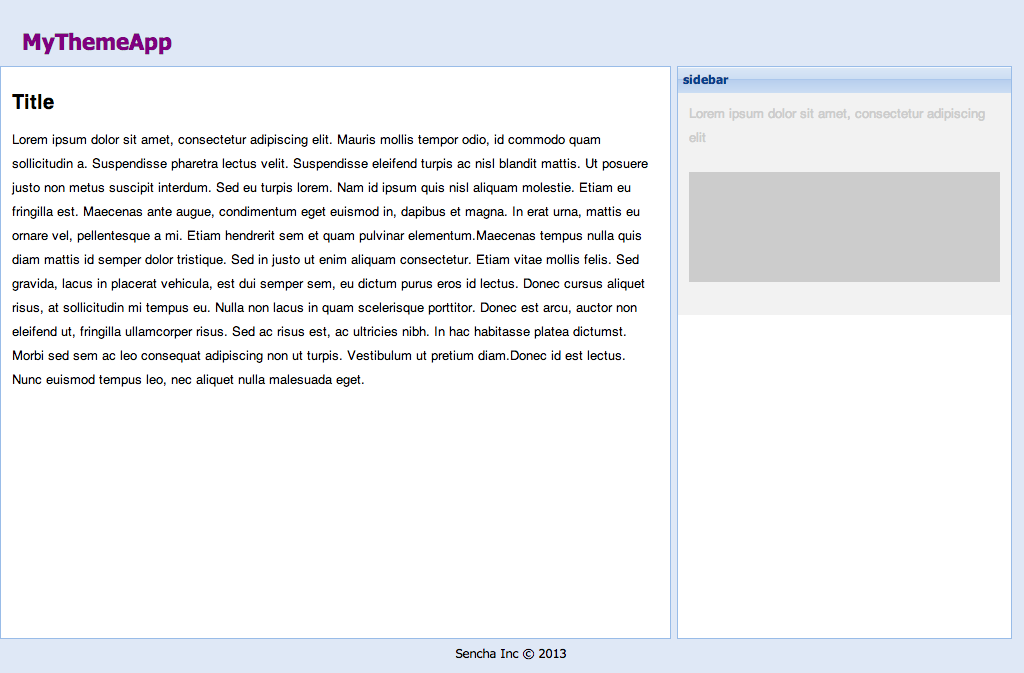 MyThemeApp
Title
Lorem ipsum dolor sit amet, consectetur adipiscing elit. Mauris mollis tempor odio, id commodo quam
sollicitudin a. Suspendisse pharetra lectus velit. Suspendisse eleifend turpis ac nisl blandit mattis. Ut posuere
justo non metus suscipit interdum. Sed eu turpis lorem. Nam id ipsum quis nisl aliquam molestie. Etiam eu
fringilla est. Maecenas ante augue, condimentum eget euismod in, dapibus et magna. In erat urna, mattis eu
ornare vel, pellentesque a mi. Etiam hendrerit sem et quam pulvinar elementum.Maecenas tempus nulla quis
diam mattis id semper dolor tristique. Sed in justo ut enim aliquam consectetur. Etiam vitae mollis felis. Sed
gravida, lacus in placerat vehicula, est dui semper sem, eu dictum purus eros id lectus. Donec cursus aliquet
risus, at sollicitudin mi tempus eu. Nulla non lacus in quam scelerisque porttitor. Donec est arcu, auctor non
eleifend ut, fringilla ullamcorper risus. Sed ac risus est, ac ultricies nibh. In hac habitasse platea dictumst.
Morbi sed sem ac leo consequat adipiscing non ut turpis. Vestibulum ut pretium diam.Donec id est lectus.
Nunc euismod tempus leo, nec aliquet nulla malesuada eget.
sidebar
Lorem ipsum dolor sit amet, consectetur adipiscing
elit
Sencha Inc © 2013